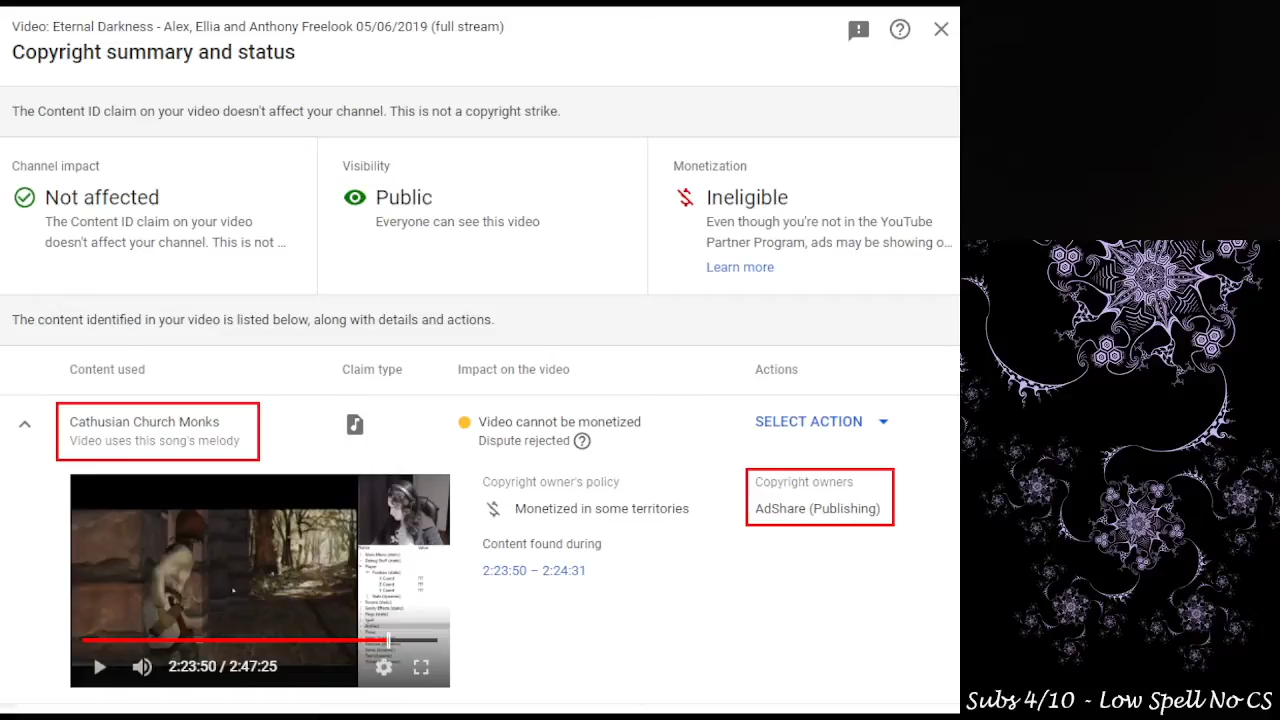 Video: Eternal Darkness - Alex, Ellia and Anthony Freelook 05/06/2019 (full stream)
Copyright summary and status
The Content ID claim on your video doesn't affect your channel. This is not a copyright strike.
Channel impact
Not affected
The Content ID claim on your video
doesn't affect your channel. This is not ...
Visibility
Public
Everyone can see this video
Monetization
Ineligible
Even though you're not in the YouTube
Partner Program, ads may be showing o...
Learn more
The content identified in your video is listed below, along with details and actions.
Content used
Claim type
Impact on the video
Actions
Cathusian Church Monks
Video uses this song's melody
Video cannot be monetized
Dispute rejected
SELECT ACTION
Copyright owner's policy
Monetized in some territories
Content found during
2:23:50 – 2:24:31
Copyright owners
AdShare (Publishing)
2:23:50 / 2:47:25
Subs 4/10 - Low Spell No CS